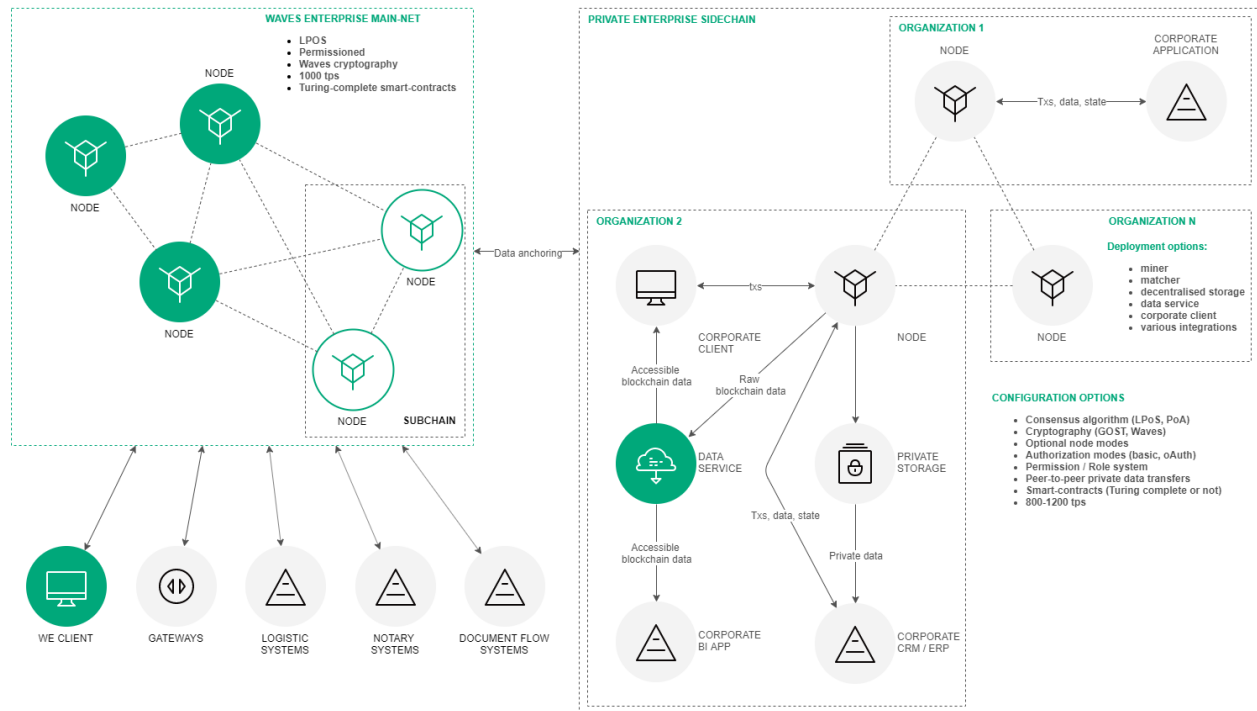 WAVES ENTERPRISE MAIN-NET
LPOS
Permissioned
Waves cryptography
1000 tps
Turing-complete smart-contracts
NODE
NODE
NODE
NODE
NODE
SUBCHAIN
Data anchoring
WE CLIENT
GATEWAYS
LOGISTIC
SYSTEMS
NOTARY
SYSTEMS
DOCUMENT FLOW
SYSTEMS
PRIVATE ENTERPRISE SIDECHAIN
ORGANIZATION 1
NODE
CORPORATE
APPLICATION
Txs, data, state
ORGANIZATION 2
txs
CORPORATE
CLIENT
NODE
Accessible
blockchain data
Raw
blockchain data
DATA
SERVICE
PRIVATE
STORAGE
Txs, data, state
Accessible
blockchain data
Private data
CORPORATE
BI APP
CORPORATE
CRM / ERP
ORGANIZATION N
Deployment options:
miner
matcher
decentralised storage
data service
corporate client
various integrations
NODE
CONFIGURATION OPTIONS
Consensus algorithm (LPoS, PoA)
Cryptography (GOST, Waves)
Optional node modes
Authorization modes (basic, oAuth)
Permission / Role system
Peer-to-peer private data transfers
Smart-contracts (Turing complete or not)
800-1200 tps